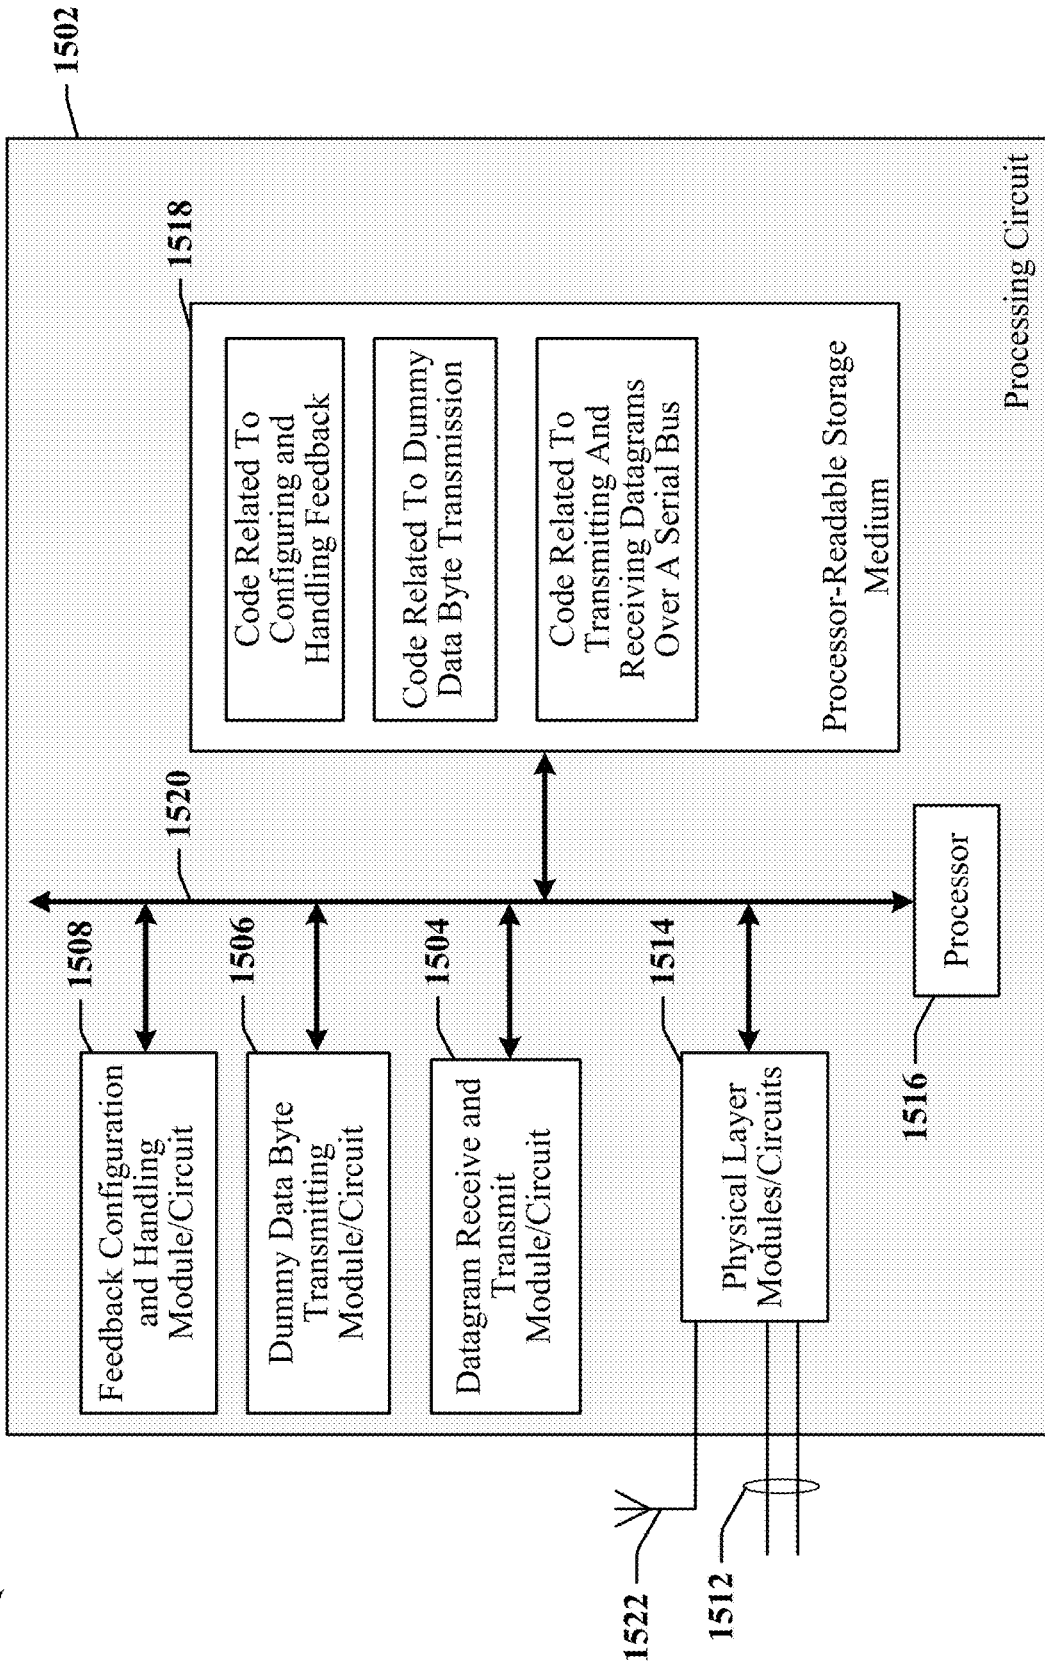 1502
1518
Code Related To
Configuring and
Handling Feedback
Code Related To Dummy
Data Byte Transmission
Code Related To
Transmitting And
Receiving Datagrams
Over A Serial Bus
Processor-Readable Storage
Medium
Processing Circuit
1520
1508
Feedback Configuration
and Handling
Module/Circuit
1506
Dummy Data Byte
Transmitting
Module/Circuit
1504
Datagram Receive and
Transmit
Module/Circuit
1514
Physical Layer
Modules/Circuits
Processor
1516
1522
1512